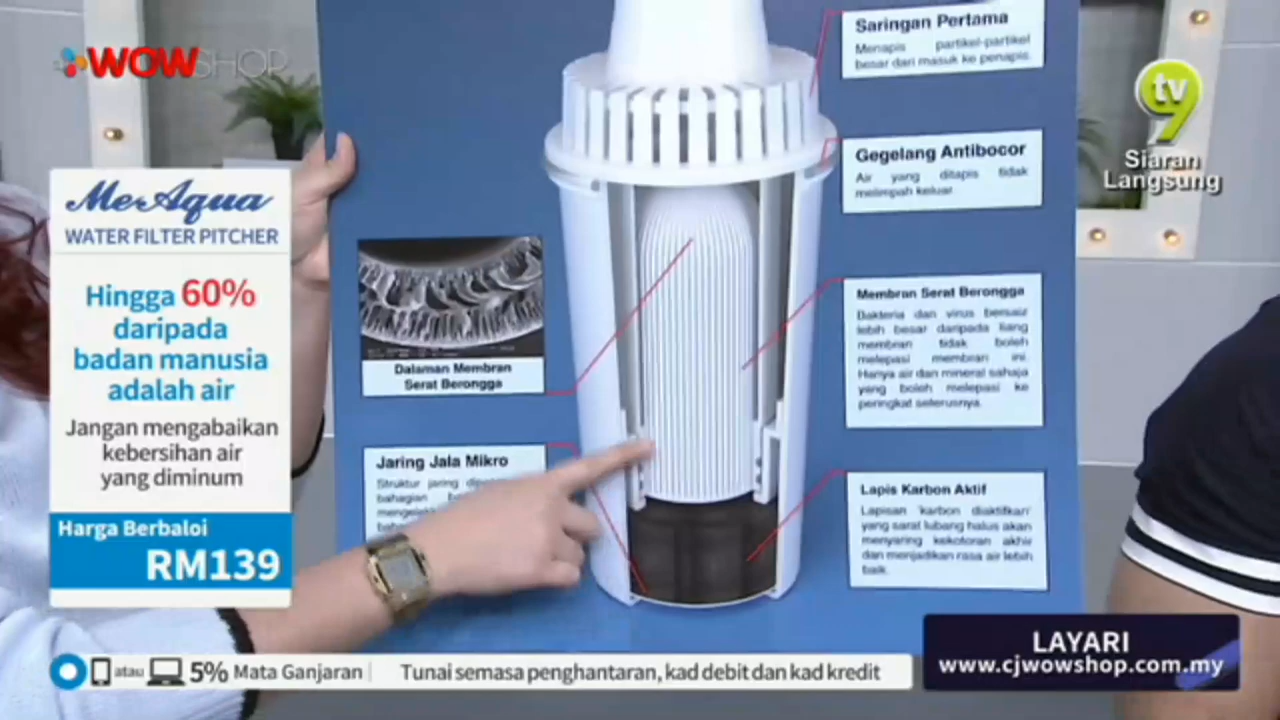 WOWSHOP
tv
9
Siaran
Langsung
MeAqua
WATER FILTER PITCHER
Hingga 60%
daripada
badan manusia
adalah air
Jangan mengabaikan
kebersihan air
yang diminum
Harga Berbaloi
RM139
Saringan Pertama
Menapis partikel-partikel
besar dari masuk ke penapis.
Gegelang Antibocor
Air yang ditapis tidak
melimpah keluar.
Dalaman Membran
Serat Berongga
Membran Serat Berongga
Bakteria dan virus bersaiz
lebih besar daripada liang
membran tidak boleh
melepasi membran ini.
Hanya air dan mineral sahaja
yang boleh melepasi ke
peringkat seterusnya.
Jaring Jala Mikro
Struktur jaring
bahagian
Lapis Karbon Aktif
Lapisan 'karbon diaktifkan'
yang sarat lubang halus akan
menyaring kekotoran akhir
dan menjadikan rasa air lebih
baik.
atau 5% Mata Ganjaran
Tunai semasa penghantaran, kad debit dan kad kredit
LAYARI
www.cjwowshop.com.my